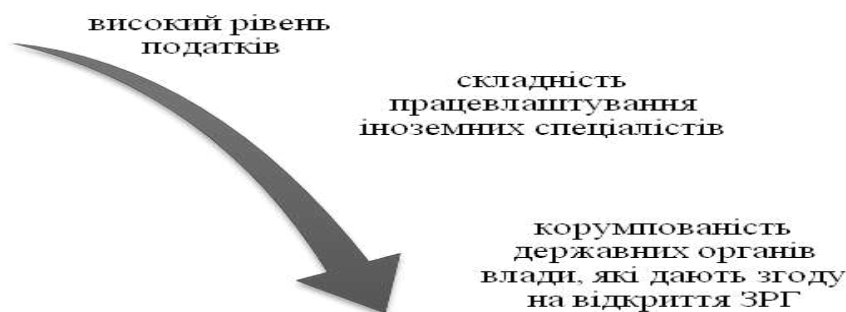 високий рівень
податків
складність
працевлаштування
іноземних спеціалістів
корумпованість
державних органів
влади, які дають згоду
на відкриття ЗРГ